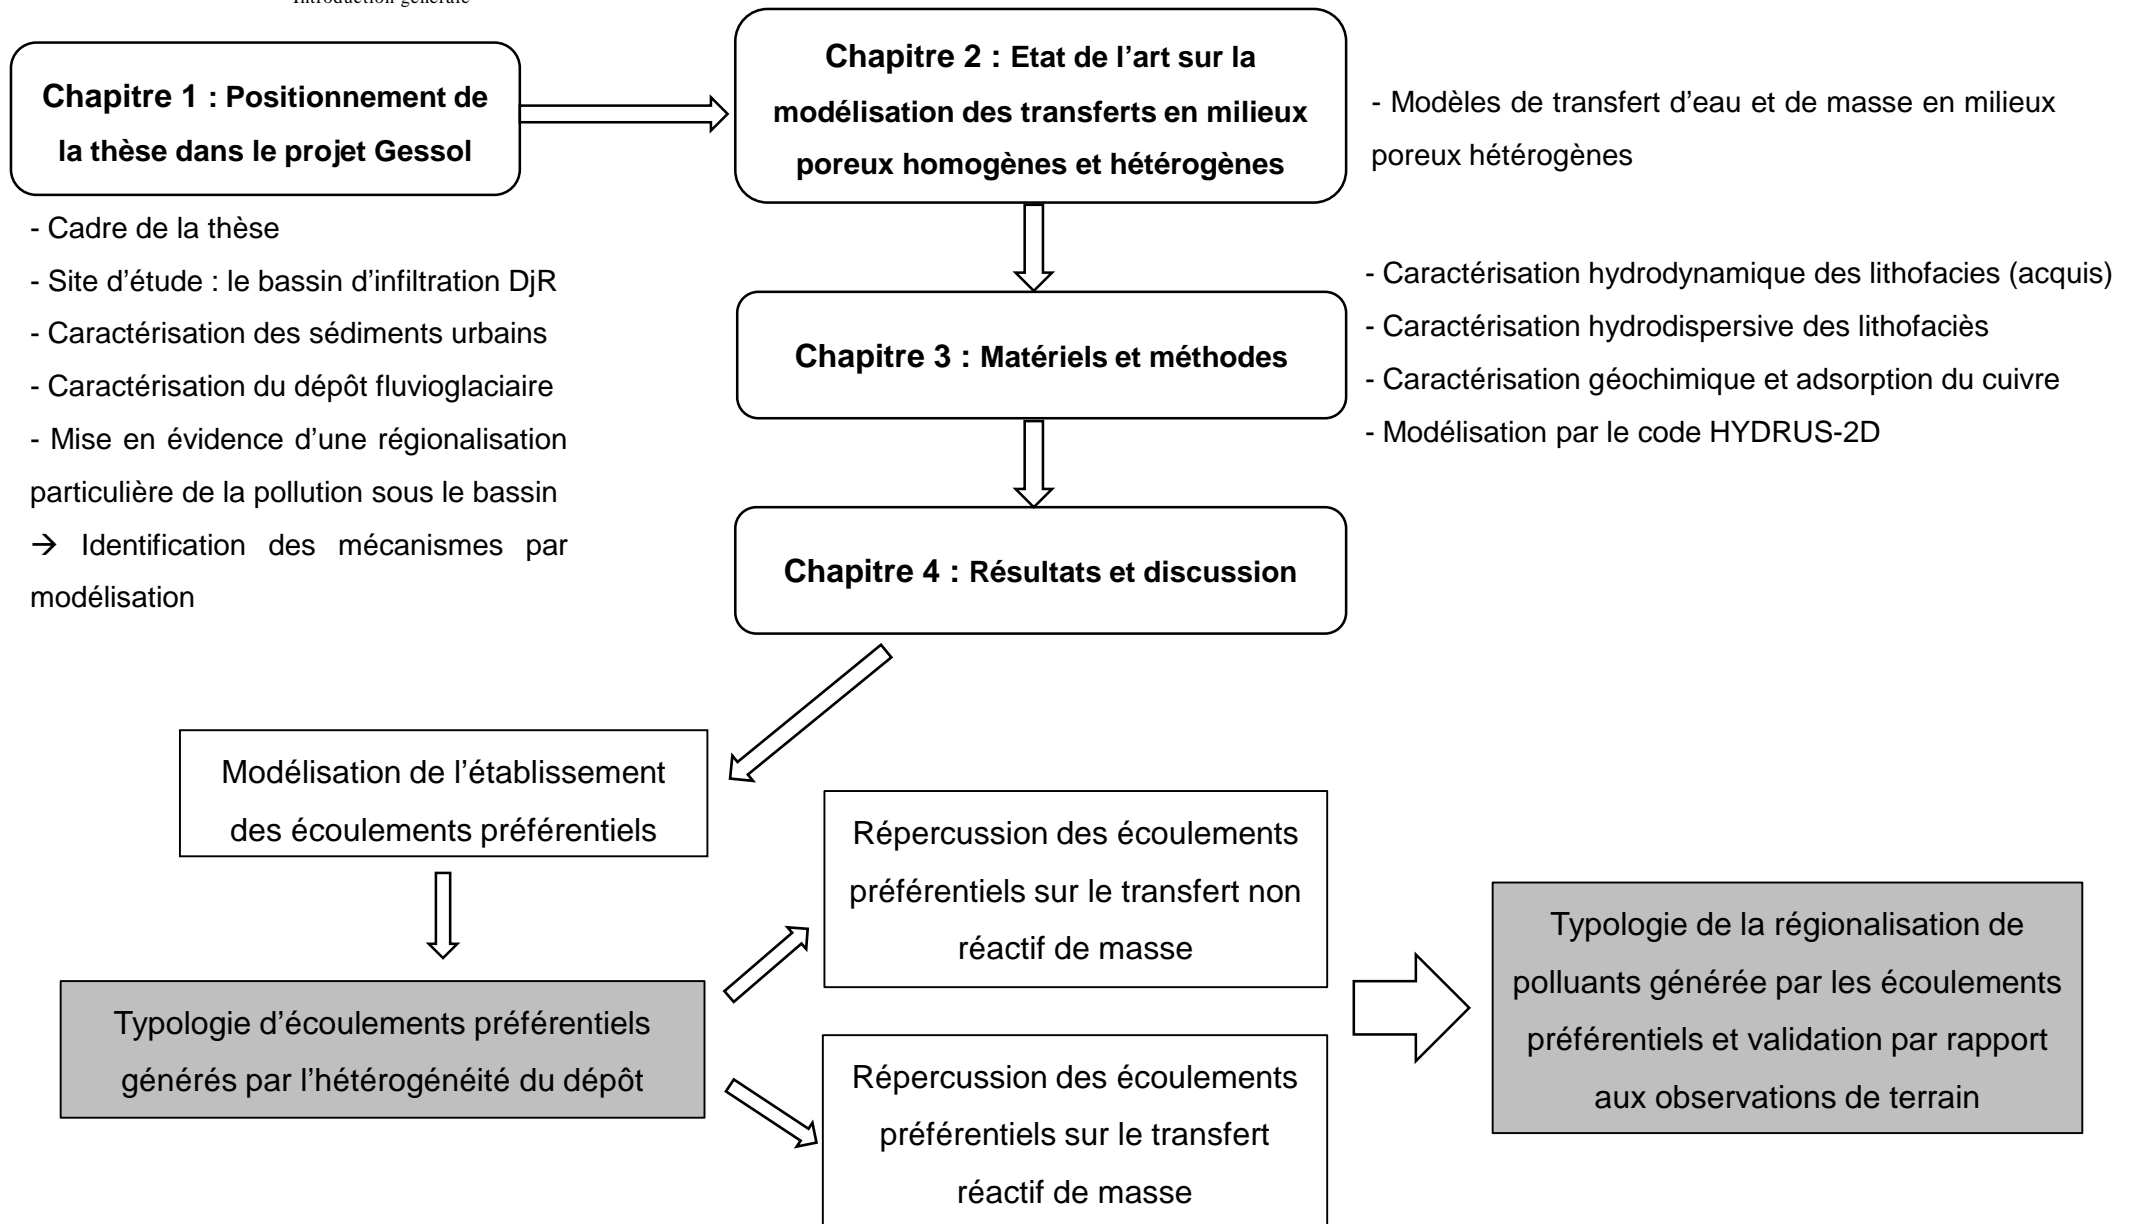 Introduction générale
Chapitre 1 : Positionnement de
la thèse dans le projet Gessol
- Cadre de la thèse
- Site d’étude : le bassin d’infiltration DjR
- Caractérisation des sédiments urbains
- Caractérisation du dépôt fluvioglaciaire
- Mise en évidence d’une régionalisation
particulière de la pollution sous le bassin
→ Identification des mécanismes par
modélisation
Chapitre 2 : Etat de l’art sur la
modélisation des transferts en milieux
poreux homogènes et hétérogènes
- Modèles de transfert d’eau et de masse en milieux
poreux hétérogènes
Chapitre 3 : Matériels et méthodes
- Caractérisation hydrodynamique des lithofacies (acquis)
- Caractérisation hydrodispersive des lithofaciès
- Caractérisation géochimique et adsorption du cuivre
- Modélisation par le code HYDRUS-2D
Chapitre 4 : Résultats et discussion
Modélisation de l’établissement
des écoulements préférentiels
Typologie d’écoulements préférentiels
générés par l’hétérogénéité du dépôt
Répercussion des écoulements
préférentiels sur le transfert non
réactif de masse
Répercussion des écoulements
préférentiels sur le transfert
réactif de masse
Typologie de la régionalisation de
polluants générée par les écoulements
préférentiels et validation par rapport
aux observations de terrain